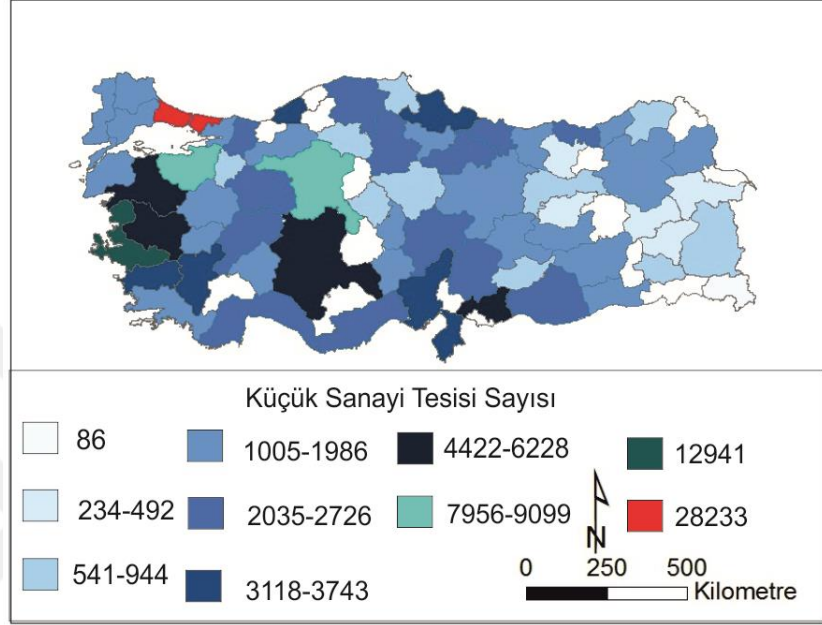 Küçük Sanayi Tesisi Sayısı
86
234-492
541-944
1005-1986
2035-2726
3118-3743
4422-6228
7956-9099
12941
28233
N
0 250 500
Kilometre